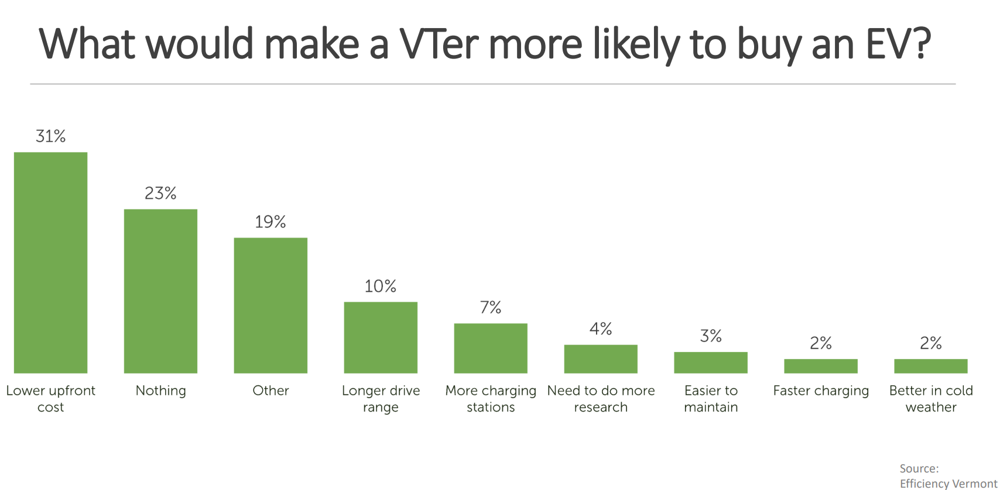 What would make a VTer more likely to buy an EV?
31%
23%
19%
10%
7%
4%
3%
2%
2%
Lower upfront
cost
Nothing
Other
Longer drive
range
More charging
stations
Need to do more
research
Easier to
maintain
Faster charging
Better in cold
weather
Source:
Efficiency Vermont